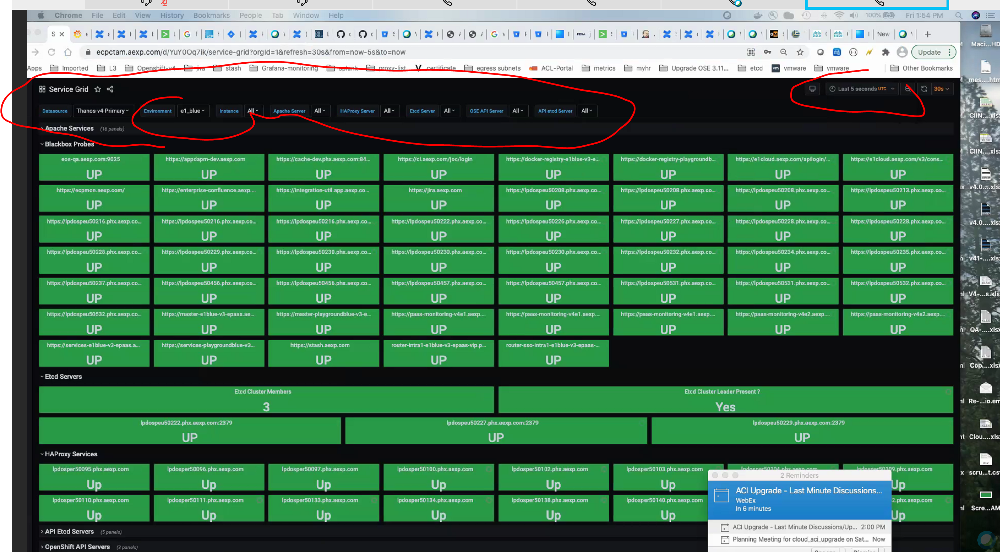 Chrome File Edit View History Bookmarks People Tab Window Help 100% Fri 1:54 PM
S New Update
ecpctam.aexp.com/d/YuY0Oq7ik/service-grid?orgId=1&refresh=30s&from=now-5s&to=now
Apps Imported L3 Openshift-v4 jira stash Grafana-monitoring splunk proxy-list certificate egress subnets ACL-Portal metrics myhr Upgrade OSE 3.11... etcd vmware vmware Other Bookmarks
Service Grid Last 5 seconds UTC 30s
Datasource Thanos-v4-Primary Environment e1_blue Instance All Apache Server All HAProxy Server All Etcd Server All OSE API Server All API etcd Server All
Apache Services (16 panels)
Blackbox Probes
eos-qa.aexp.com:9025 https://appdapm-dev.aexp.com https://cache-dev.phx.aexp.com:84... https://ci.aexp.com/joc/login https://docker-registry-e1blue-v3-e... https://docker-registry-playgroundb... https://e1cloud.aexp.com/apilogin/... https://e1cloud.aexp.com/v3/cons...
UP UP UP UP UP UP UP UP
https://ecpmon.aexp.com/ https://enterprise-confluence.aexp.... https://integration-util.app.aexp.co... https://jira.aexp.com https://lpdospeu50208.phx.aexp.co... https://lpdospeu50208.phx.aexp.co... https://lpdospeu50208.phx.aexp.co... https://lpdospeu50213.phx.aexp.co...
UP UP UP UP UP UP UP UP
https://lpdospeu50216.phx.aexp.co... https://lpdospeu50216.phx.aexp.co... https://lpdospeu50216.phx.aexp.co... https://lpdospeu50222.phx.aexp.co... https://lpdospeu50226.phx.aexp.co... https://lpdospeu50227.phx.aexp.co... https://lpdospeu50228.phx.aexp.co... https://lpdospeu50228.phx.aexp.co...
UP UP UP UP UP UP UP UP
https://lpdospeu50228.phx.aexp.co... https://lpdospeu50229.phx.aexp.co... https://lpdospeu50230.phx.aexp.co... https://lpdospeu50230.phx.aexp.co... https://lpdospeu50230.phx.aexp.co... https://lpdospeu50232.phx.aexp.co... https://lpdospeu50234.phx.aexp.co... https://lpdospeu50235.phx.aexp.co...
UP UP UP UP UP UP UP UP
https://lpdospeu50237.phx.aexp.co... https://lpdospeu50456.phx.aexp.co... https://lpdospeu50456.phx.aexp.co... https://lpdospeu50457.phx.aexp.co... https://lpdospeu50457.phx.aexp.co... https://lpdospeu50531.phx.aexp.co... https://lpdospeu50531.phx.aexp.co... https://lpdospeu50532.phx.aexp.co...
UP UP UP UP UP UP UP UP
https://lpdospeu50532.phx.aexp.co... https://master-e1blue-v3-epaas.ae... https://master-playgroundblue-v3-e... https://paas-monitoring-v4e1.aexp.... https://paas-monitoring-v4e1.aexp.... https://paas-monitoring-v4e1.aexp.... https://paas-monitoring-v4e2.aexp.... https://paas-monitoring-v4e2.aexp....
UP UP UP UP UP UP UP UP
https://services-e1blue-v3-epaas.a... https://services-playgroundblue-v3... https://stash.aexp.com router-intra1-e1blue-v3-epaas-vip.p... router-sso-intra1-e1blue-v3-epaas-...
UP UP UP UP UP
Etcd Servers
Etcd Cluster Members Etcd Cluster Leader Present ?
3 Yes
lpdospeu50222.phx.aexp.com:2379 lpdospeu50227.phx.aexp.com:2379 lpdospeu50229.phx.aexp.com:2379
UP UP UP
HAProxy Services
lpdosper50095.phx.aexp.com lpdosper50096.phx.aexp.com lpdosper50097.phx.aexp.com lpdosper50100.phx.aexp.com lpdosper50102.phx.aexp.com lpdosper50103.phx.aexp.com lpdosper50104.phx.aexp.com lpdosper50109.phx.aexp.com
Up Up Up Up Up Up Up
lpdosper50110.phx.aexp.com lpdosper50111.phx.aexp.com lpdosper50133.phx.aexp.com lpdosper50134.phx.aexp.com lpdosper50138.phx.aexp.com lpdosper50140.phx.aexp.com 2.phx.aexp.com
Up Up Up Up Up Up Up
API Etcd Servers (5 panels)
OpenShift API Servers (3 panels)
2 Reminders
ACI Upgrade - Last Minute Discussions...
WebEx
In 6 minutes
ACI Upgrade - Last Minute Discussions/Up... 2:00 PM
Planning Meeting for cloud_aci_upgrade on Sat... Now
Snooze Dismiss
Maci...HD
mes....htm
CIIN....xls
CIIN....xls
v4.0....xls
v4.0....xls
v41-....xls
V4-...s.xls
QA-....xls
Cop....xls
Re-...io.em
Clou....xls
scru...t.cs
Scre...AM